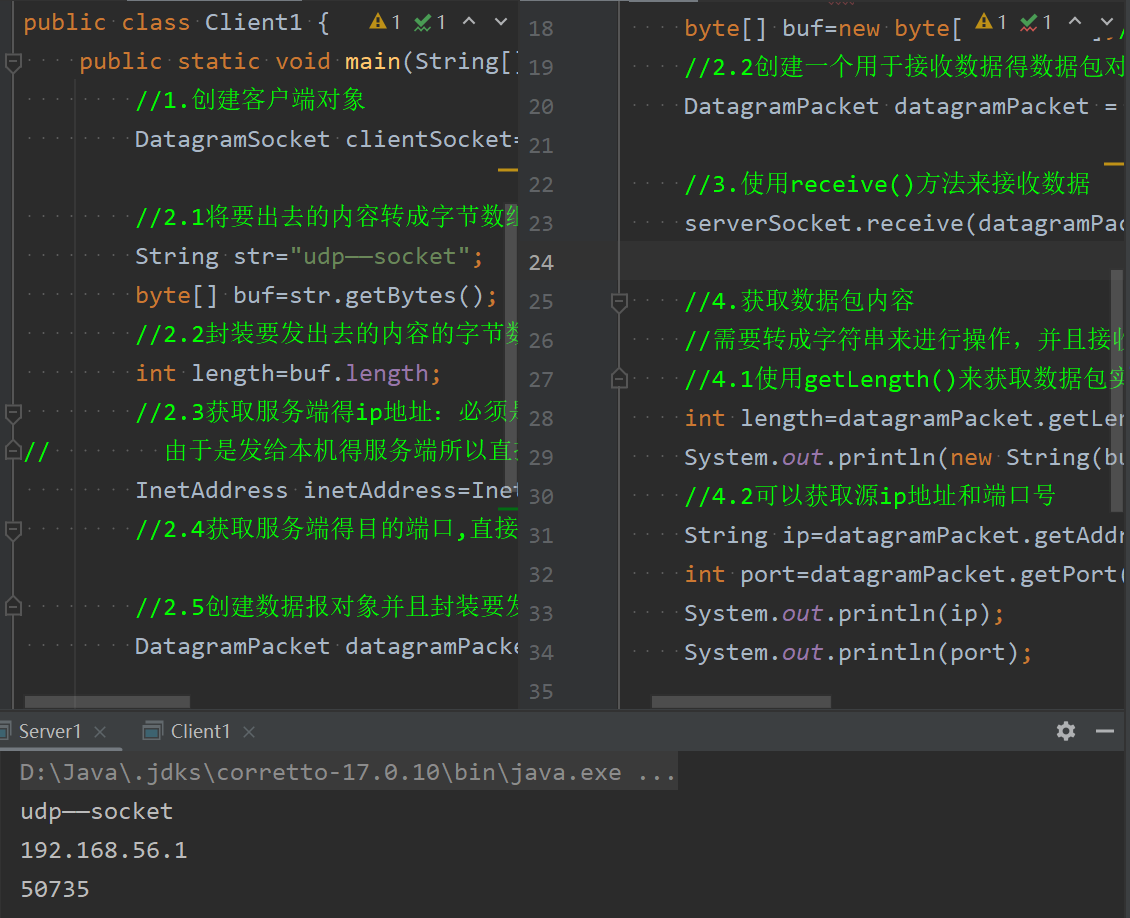 public class Client1 {
1 1
public static void main(String[]
//1.创建客户端对象
DatagramSocket clientSocket=
//2.1将要出去的内容转成字节数组
String str="udp——socket";
byte[] buf=str.getBytes();
//2.2封装要发出去的内容的字节数
int length=buf.length;
//2.3获取服务端得ip地址：必须是
// 由于是发给本机得服务端所以直接
InetAddress inetAddress=Inet
//2.4获取服务端得目的端口,直接
//2.5创建数据报对象并且封装要发
DatagramPacket datagramPacke
18 byte[] buf=new byte[
1 1
19 //2.2创建一个用于接收数据得数据包对
20 DatagramPacket datagramPacket =
21
22 //3.使用receive()方法来接收数据
23 serverSocket.receive(datagramPac
24
25 //4.获取数据包内容
26 //需要转成字符串来进行操作，并且接收
27 //4.1使用getLength()来获取数据包实
28 int length=datagramPacket.getLen
29 System.out.println(new String(bu
30 //4.2可以获取源ip地址和端口号
31 String ip=datagramPacket.getAddr
32 int port=datagramPacket.getPort(
33 System.out.println(ip);
34 System.out.println(port);
35
Server1 Client1
D:\Java\.jdks\corretto-17.0.10\bin\java.exe ...
udp——socket
192.168.56.1
50735